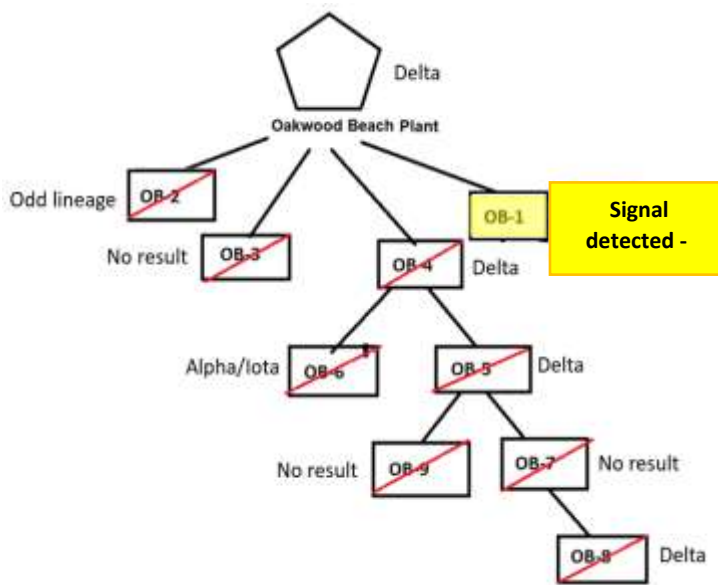 Delta
Oakwood Beach Plant
Odd lineage
OB-2
OB-1
Signal
detected -
No result
OB-3
OB-4
Delta
Alpha/Iota
OB-6
OB-5
Delta
No result
OB-9
OB-7
No result
OB-8
Delta